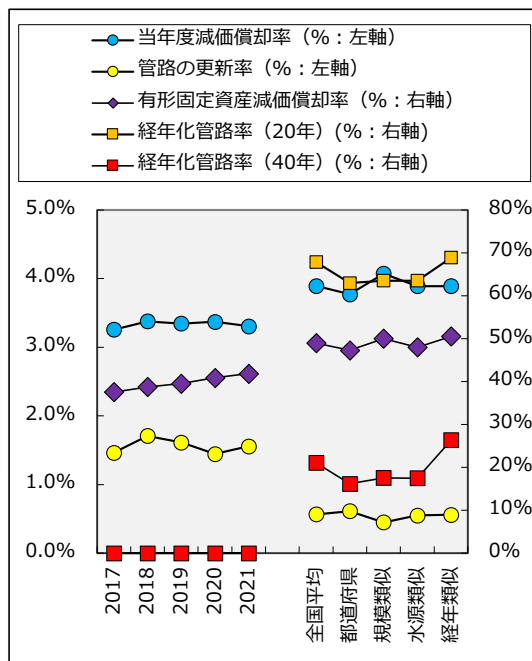 当年度減価償却率（%：左軸）
管路の更新率（%：左軸）
有形固定資産減価償却率（%：右軸）
経年化管路率（20年）(%：右軸)
経年化管路率（40年）(%：右軸)
5.0%
4.0%
3.0%
2.0%
1.0%
0.0%
80%
70%
60%
50%
40%
30%
20%
10%
0%
2017
2018
2019
2020
2021
全国平均
都道府県
規模類似
水源類似
経年類似